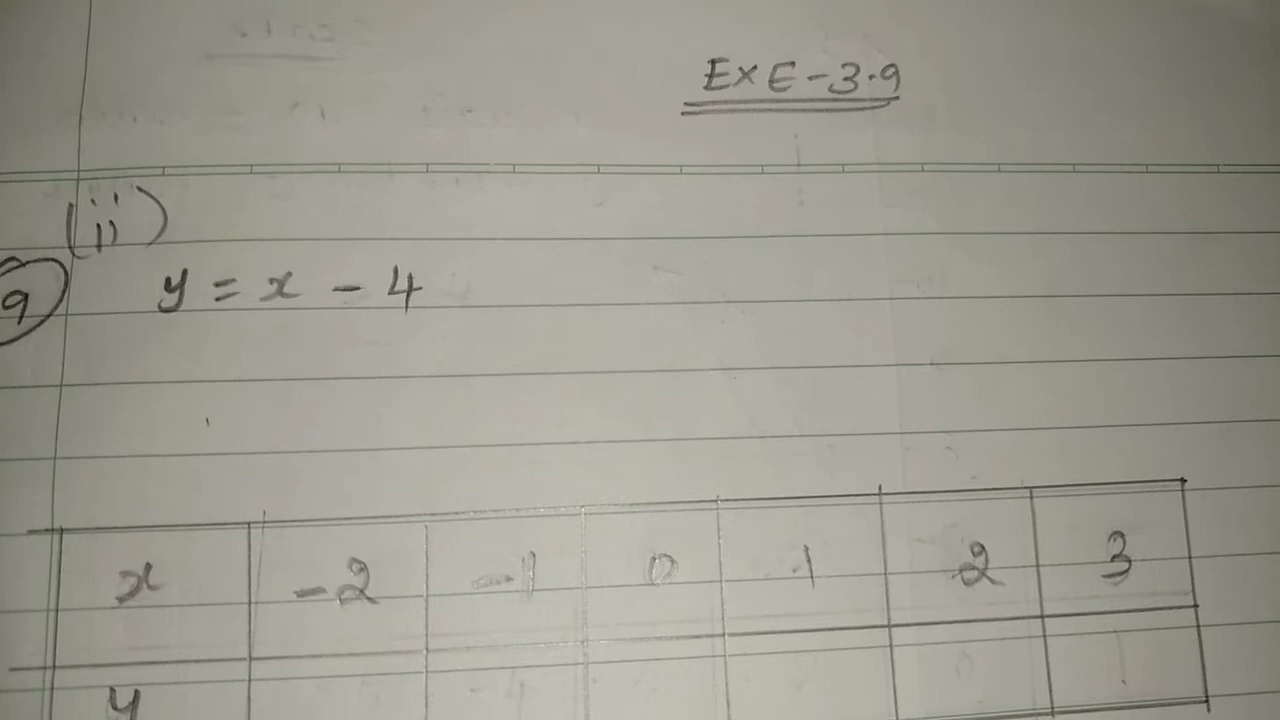 EXE-3.9
(ii)
9 y = x - 4
x -2 -1 0 1 2 3
y